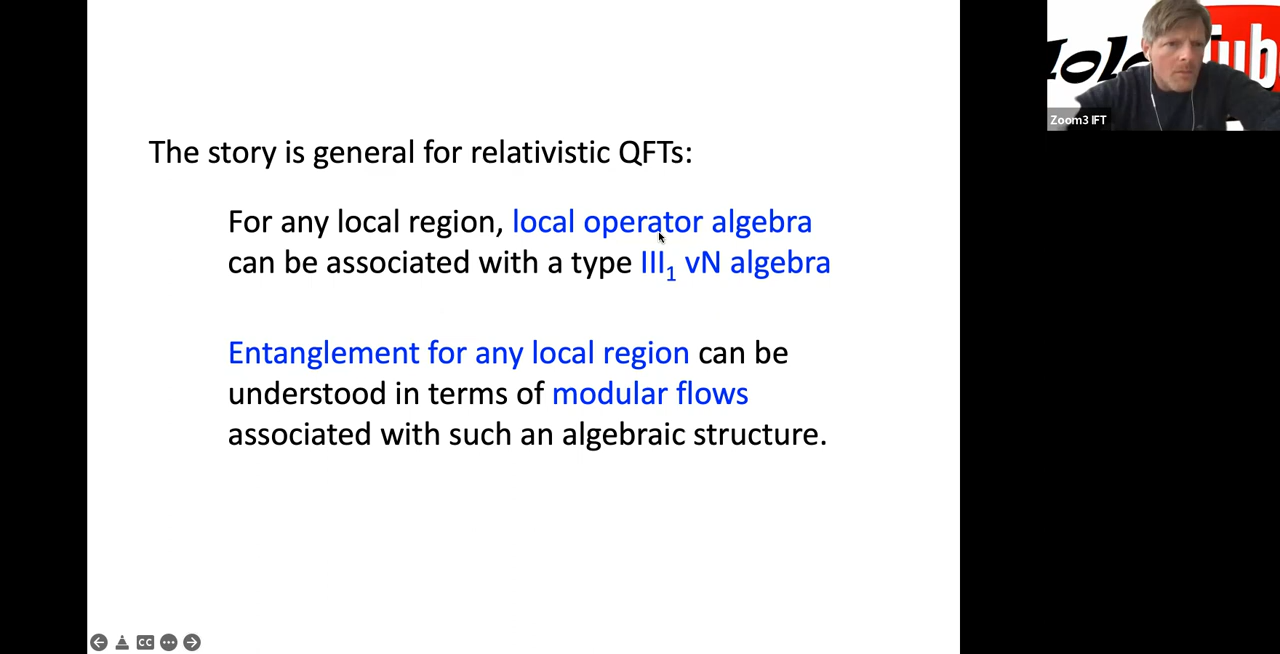 The story is general for relativistic QFTs:
For any local region, local operator algebra
can be associated with a type III₁ vN algebra
Entanglement for any local region can be
understood in terms of modular flows
associated with such an algebraic structure.
CC
Zoom3 IFT